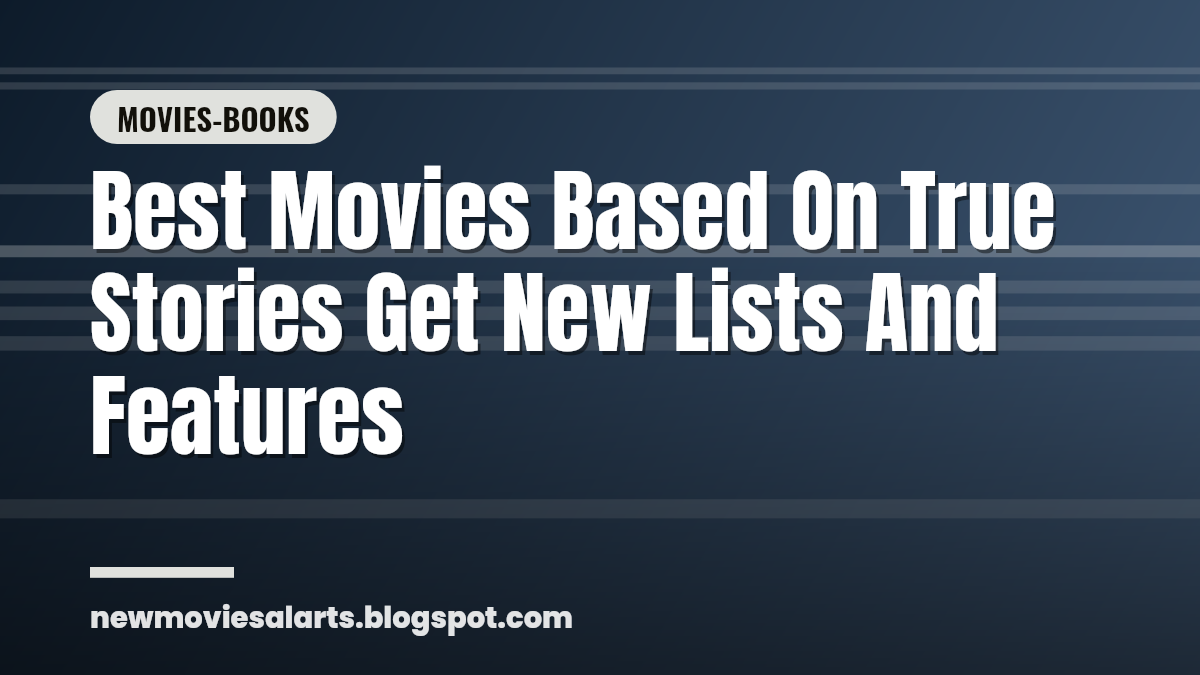 MOVIES-BOOKS
Best Movies Based On True
Stories Get New Lists And
Features
newmoviesalarts.blogspot.com